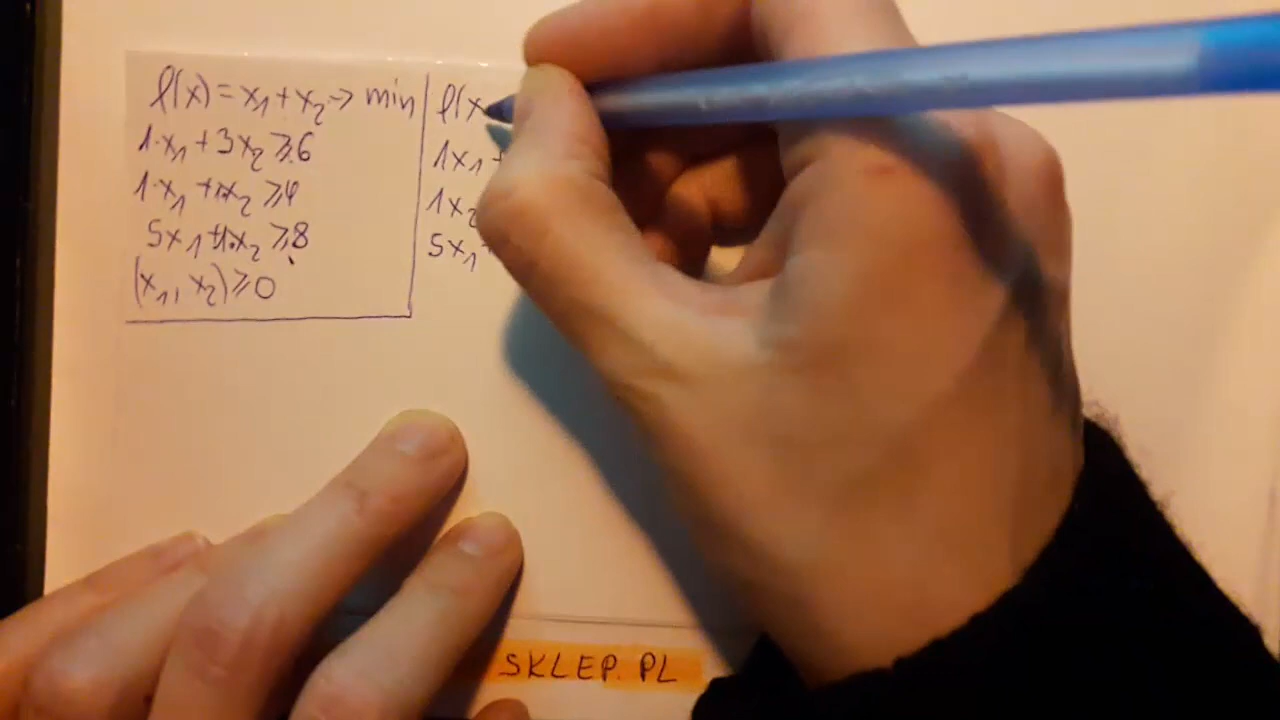 f(x) = x₁ + x₂ → min
1·x₁ + 3x₂ ⩾ 6
1·x₁ + 1·x₂ ⩾ 4
5x₁ + 1·x₂ ⩾ 8
(x₁, x₂) ⩾ 0
f(x
1x₁ +
1x₂
5x₁ +
SKLEP. PL